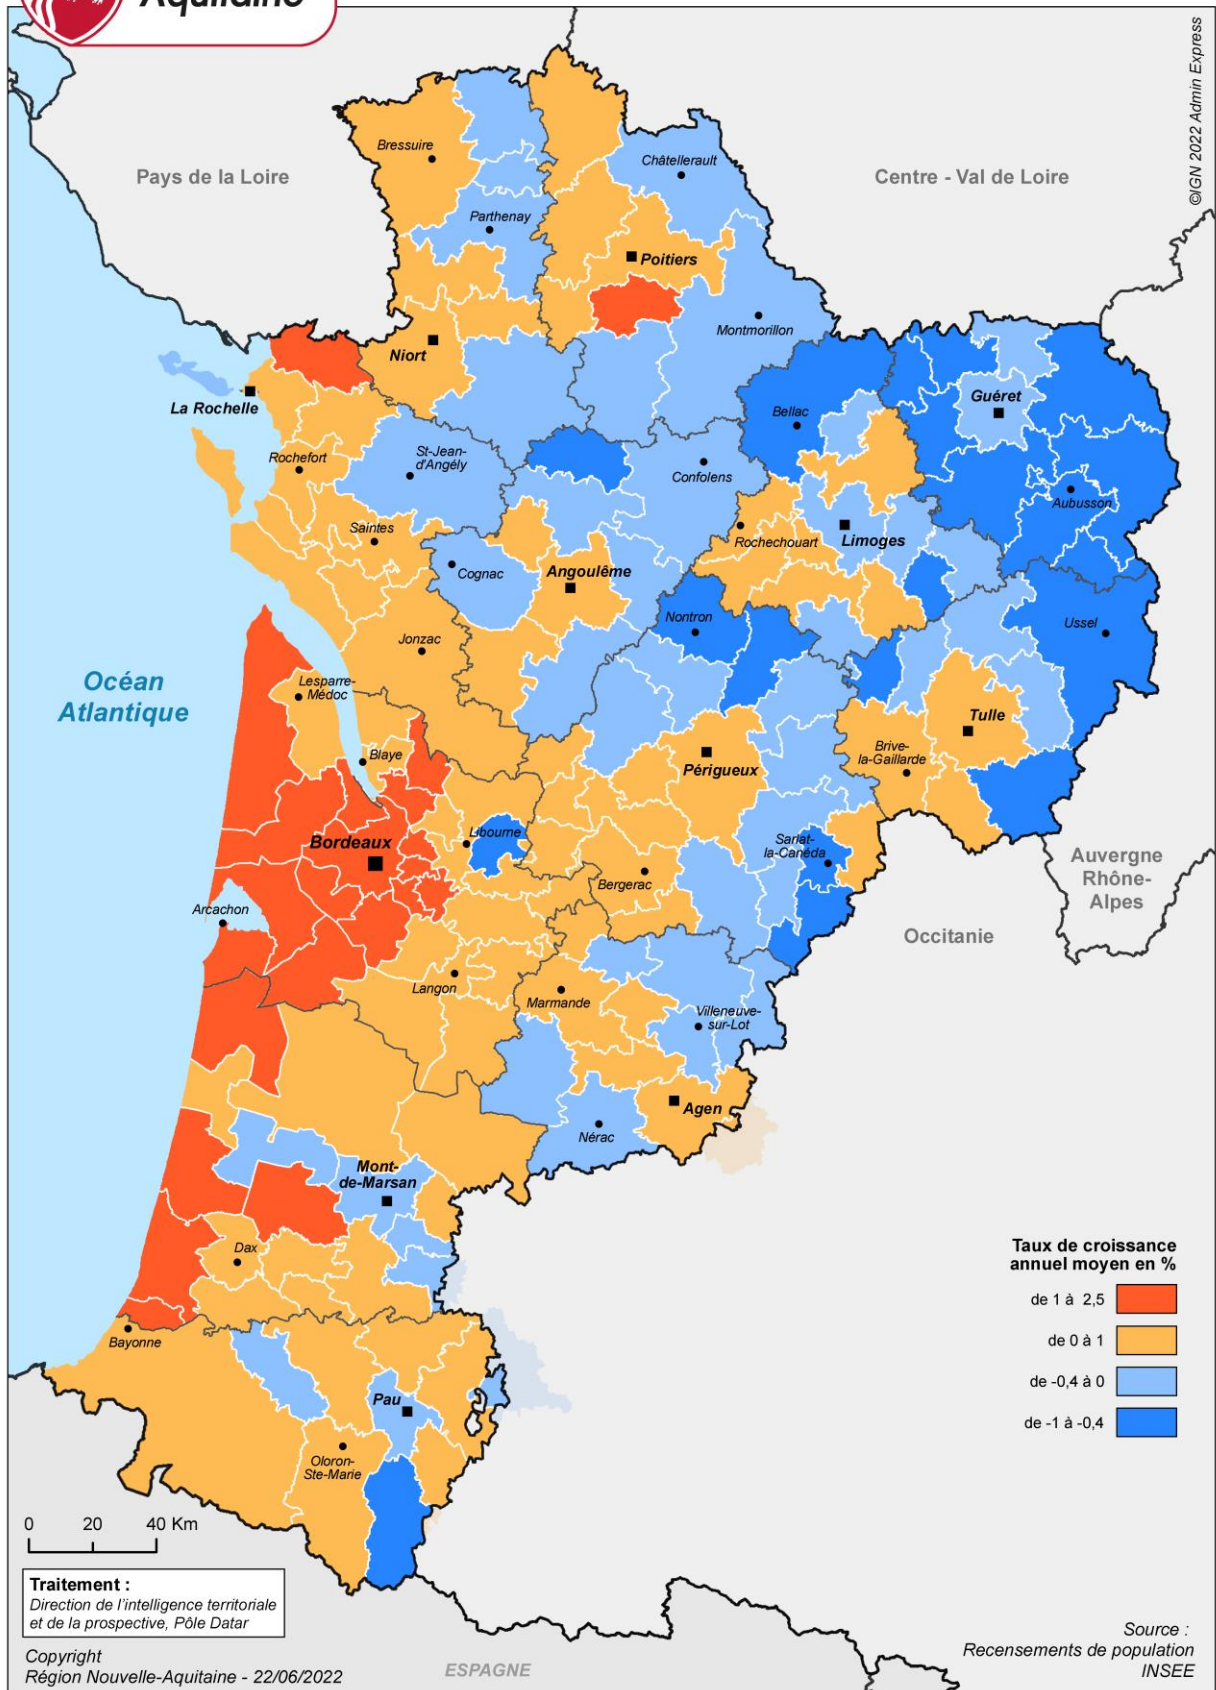 Aquitaine
©IGN 2022 Admin Express
Pays de la Loire
Centre - Val de Loire
Bressuire
Châtellerault
Parthenay
Poitiers
Montmorillon
Niort
La Rochelle
Guéret
Bellac
Rochefort
St-Jean-
d'Angély
Confolens
Aubusson
Saintes
Rochechouart
Limoges
Cognac
Angoulême
Nontron
Ussel
Jonzac
Océan
Atlantique
Lesparre-
Médoc
Tulle
Blaye
Périgueux
Brive-
la-Gaillarde
Bordeaux
Libourne
Sarlat-
la-Canéda
Auvergne
Rhône-
Alpes
Bergerac
Arcachon
Occitanie
Langon
Marmande
Villeneuve-
sur-Lot
Agen
Nérac
Mont-
de-Marsan
Dax
Taux de croissance
annuel moyen en %
de 1 à 2,5
de 0 à 1
de -0,4 à 0
de -1 à -0,4
Bayonne
Pau
Oloron-
Ste-Marie
0 20 40 Km
Traitement :
Direction de l'intelligence territoriale
et de la prospective, Pôle Datar
Copyright
Région Nouvelle-Aquitaine - 22/06/2022
ESPAGNE
Source :
Recensements de population
INSEE